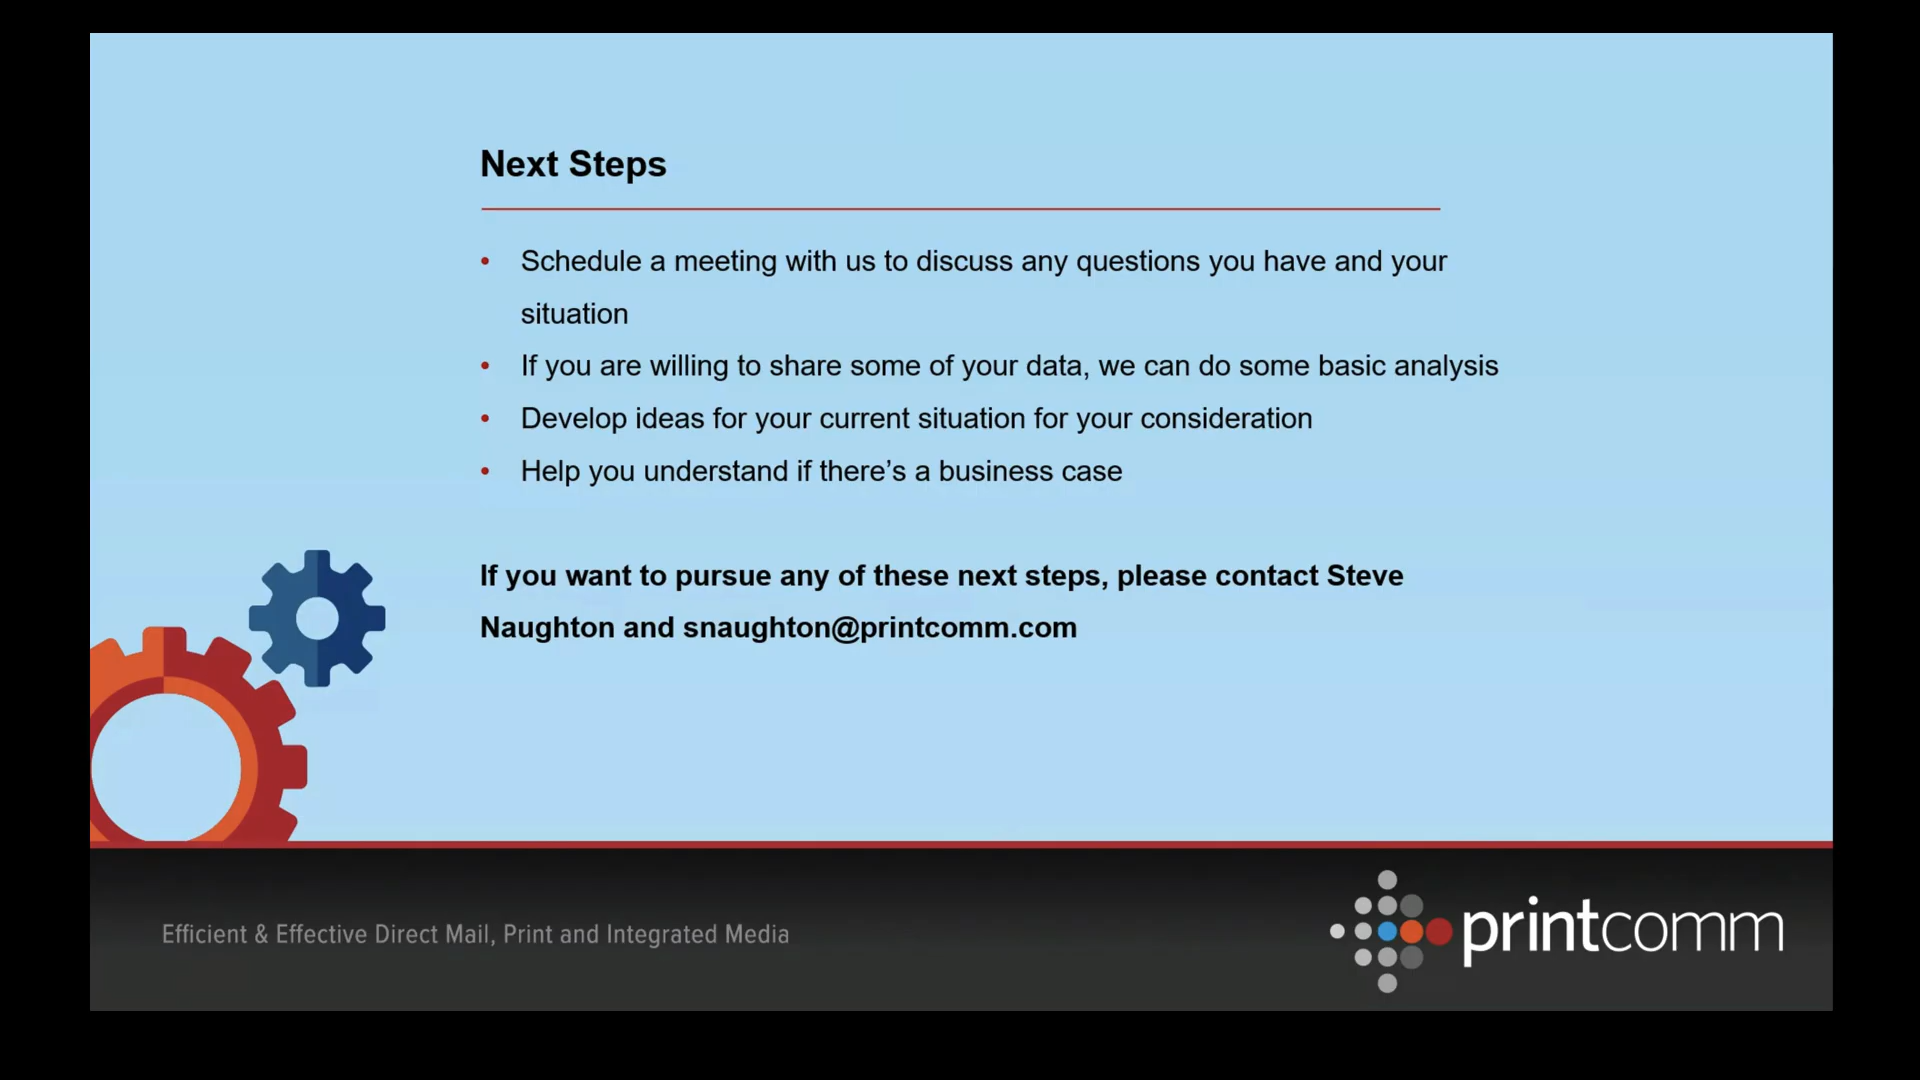 Next Steps
• Schedule a meeting with us to discuss any questions you have and your
situation
• If you are willing to share some of your data, we can do some basic analysis
• Develop ideas for your current situation for your consideration
• Help you understand if there’s a business case
If you want to pursue any of these next steps, please contact Steve
Naughton and snaughton@printcomm.com
Efficient & Effective Direct Mail, Print and Integrated Media
printcomm